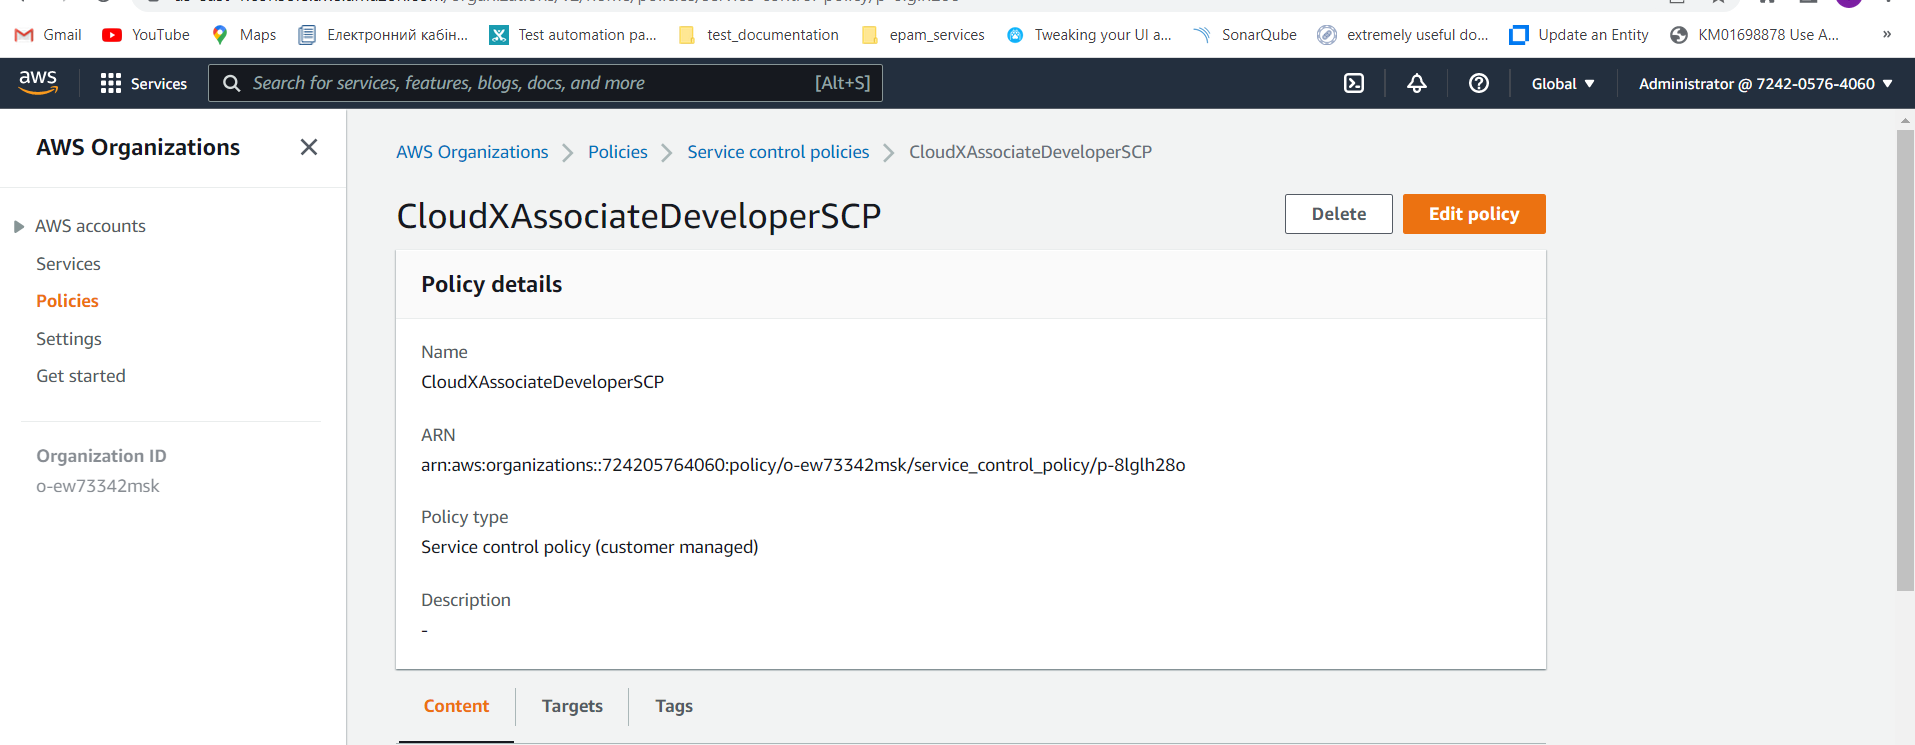 Gmail YouTube Maps Електронний кабін... Test automation pa... test_documentation epam_services Tweaking your UI a... SonarQube extremely useful do... Update an Entity KM01698878 Use A... »
aws Services Search for services, features, blogs, docs, and more [Alt+S] Global Administrator @ 7242-0576-4060
AWS Organizations
AWS accounts
Services
Policies
Settings
Get started
Organization ID
o-ew73342msk
AWS Organizations Policies Service control policies CloudXAssociateDeveloperSCP
CloudXAssociateDeveloperSCP Delete Edit policy
Policy details
Name
CloudXAssociateDeveloperSCP
ARN
arn:aws:organizations::724205764060:policy/o-ew73342msk/service_control_policy/p-8lglh28o
Policy type
Service control policy (customer managed)
Description
-
Content Targets Tags